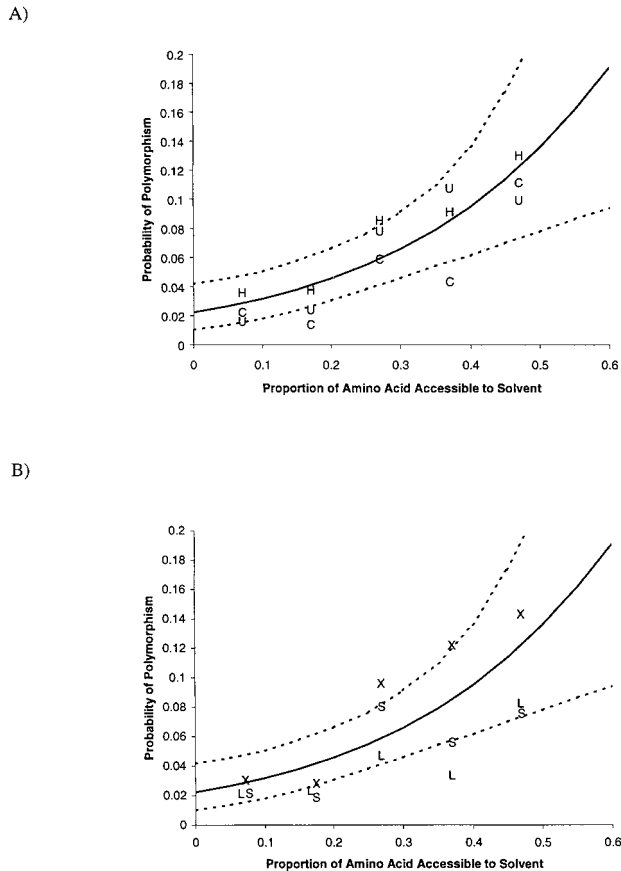 A)
0.2
0.18
0.16
0.14
0.12
0.1
0.08
0.06
0.04
0.02
0
Probability of Polymorphism
H
C
U
H
U
C
H
U
C
U
H
C
H
C
U
0 0.1 0.2 0.3 0.4 0.5 0.6
Proportion of Amino Acid Accessible to Solvent
B)
0.2
0.18
0.16
0.14
0.12
0.1
0.08
0.06
0.04
0.02
0
Probability of Polymorphism
X
L S
X
L
S
X
S
L
X
S
L
X
L
S
0 0.1 0.2 0.3 0.4 0.5 0.6
Proportion of Amino Acid Accessible to Solvent